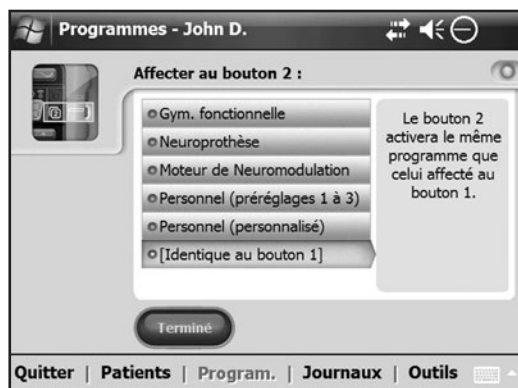 Programmes - John D.
Affecter au bouton 2 :
Gym. fonctionnelle
Neuroprothèse
Moteur de Neuromodulation
Personnel (préréglages 1 à 3)
Personnel (personnalisé)
[Identique au bouton 1]
Le bouton 2
activera le même
programme que
celui affecté au
bouton 1.
Terminé
Quitter | Patients | Program. | Journaux | Outils